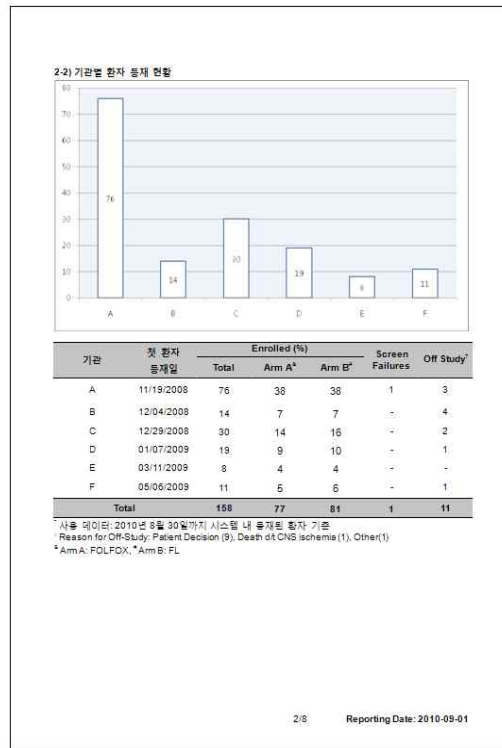 2-2) 기관별 환자 등재 현황
80
70
60
50
40
30
20
10
0
76
14
30
19
8
11
A B C D E F
기관 첫 환자 등재일 Enrolled (%) Screen Failures Off Study†
Total Arm A& Arm B#
A 11/19/2008 76 38 38 1 3
B 12/04/2008 14 7 7 - 4
C 12/29/2008 30 14 16 - 2
D 01/07/2009 19 9 10 - 1
E 03/11/2009 8 4 4 - -
F 05/06/2009 11 5 6 - 1
Total 158 77 81 1 11
사용 데이터: 2010년 8월 30일까지 시스템 내 등재된 환자 기준
Reason for Off-Study: Patient Decision (9), Death d/t CNS ischemia (1), Other(1)
Arm A: FOLFOX, Arm B: FL
2/8 Reporting Date: 2010-09-01